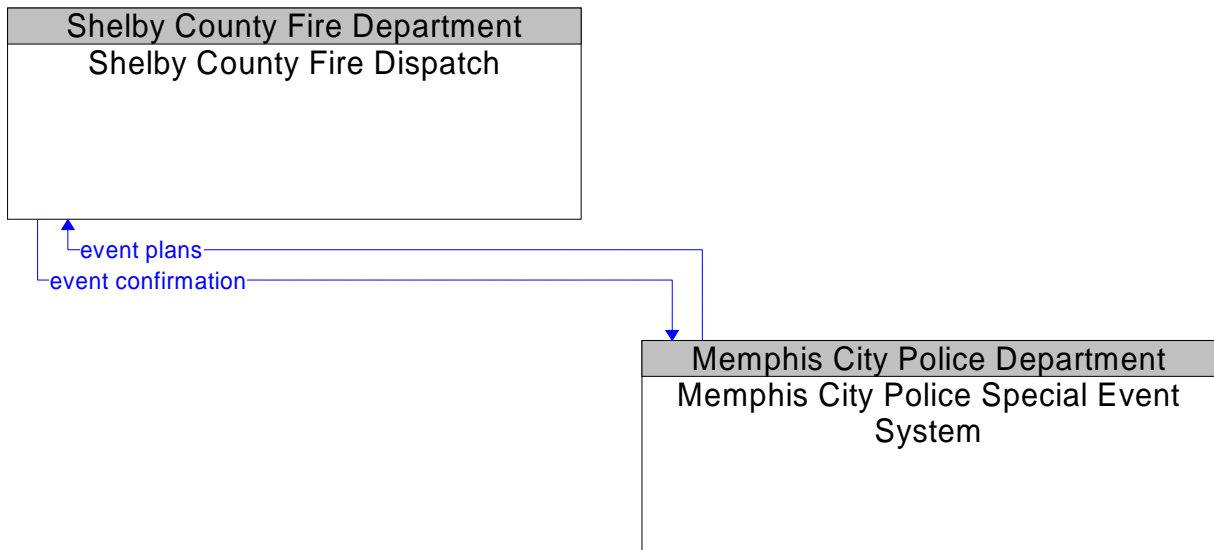 Shelby County Fire Department
Shelby County Fire Dispatch
event plans
event confirmation
Memphis City Police Department
Memphis City Police Special Event
System